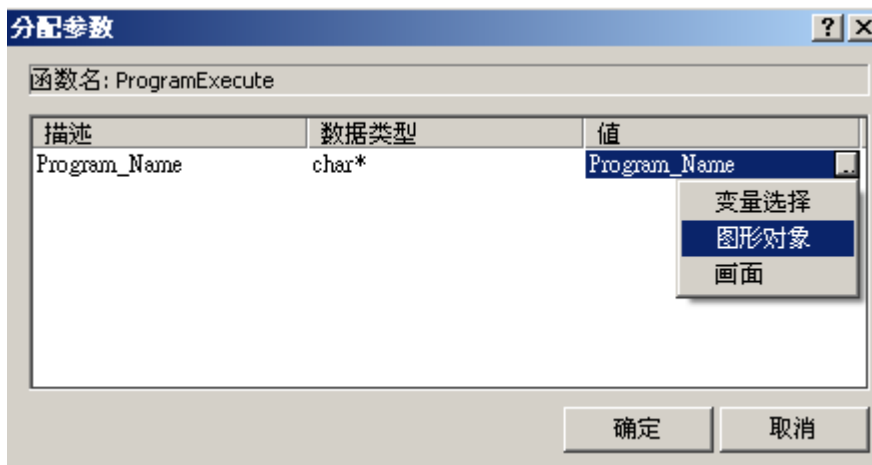 分配参数
函数名: ProgramExecute
描述 数据类型 值
Program_Name char* Program_Name ...
变量选择
图形对象
画面
确定 取消